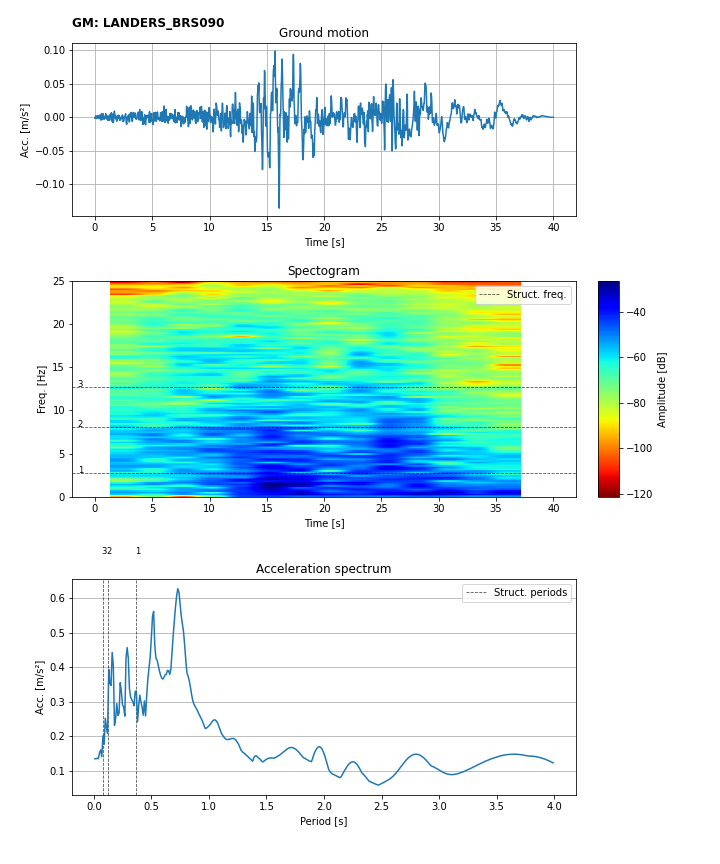 GM: LANDERS_BRS090
Ground motion
0.10
0.05
0.00
−0.05
−0.10
Acc. [m/s²]
0 5 10 15 20 25 30 35 40
Time [s]
Spectogram
25
20
15
10
5
0
Freq. [Hz]
3
2
1
Struct. freq.
0 5 10 15 20 25 30 35 40
Time [s]
−40
−60
−80
−100
−120
Amplitude [dB]
32 1
Acceleration spectrum
0.6
0.5
0.4
0.3
0.2
0.1
Acc. [m/s²]
Struct. periods
0.0 0.5 1.0 1.5 2.0 2.5 3.0 3.5 4.0
Period [s]